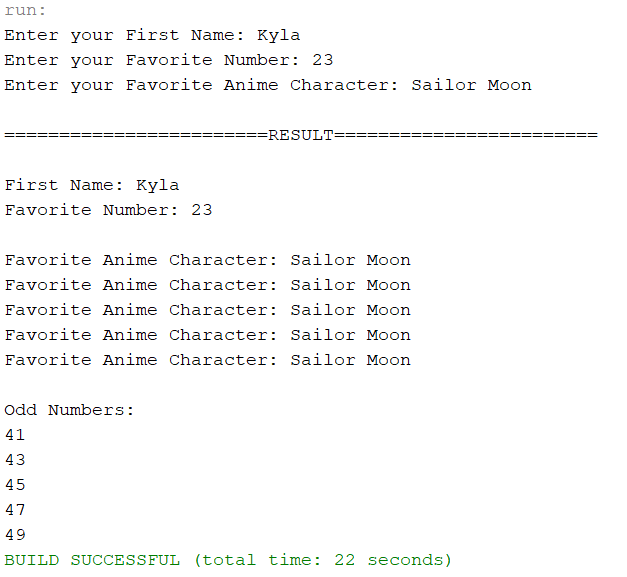 run:
Enter your First Name: Kyla
Enter your Favorite Number: 23
Enter your Favorite Anime Character: Sailor Moon
========================RESULT========================
First Name: Kyla
Favorite Number: 23
Favorite Anime Character: Sailor Moon
Favorite Anime Character: Sailor Moon
Favorite Anime Character: Sailor Moon
Favorite Anime Character: Sailor Moon
Favorite Anime Character: Sailor Moon
Odd Numbers:
41
43
45
47
49
BUILD SUCCESSFUL (total time: 22 seconds)